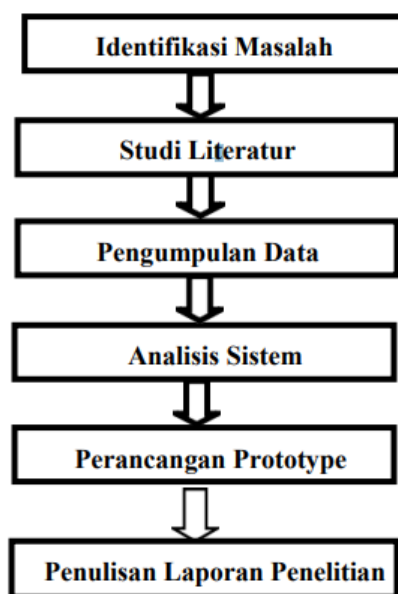 Identifikasi Masalah
Studi Literatur
Pengumpulan Data
Analisis Sistem
Perancangan Prototype
Penulisan Laporan Penelitian